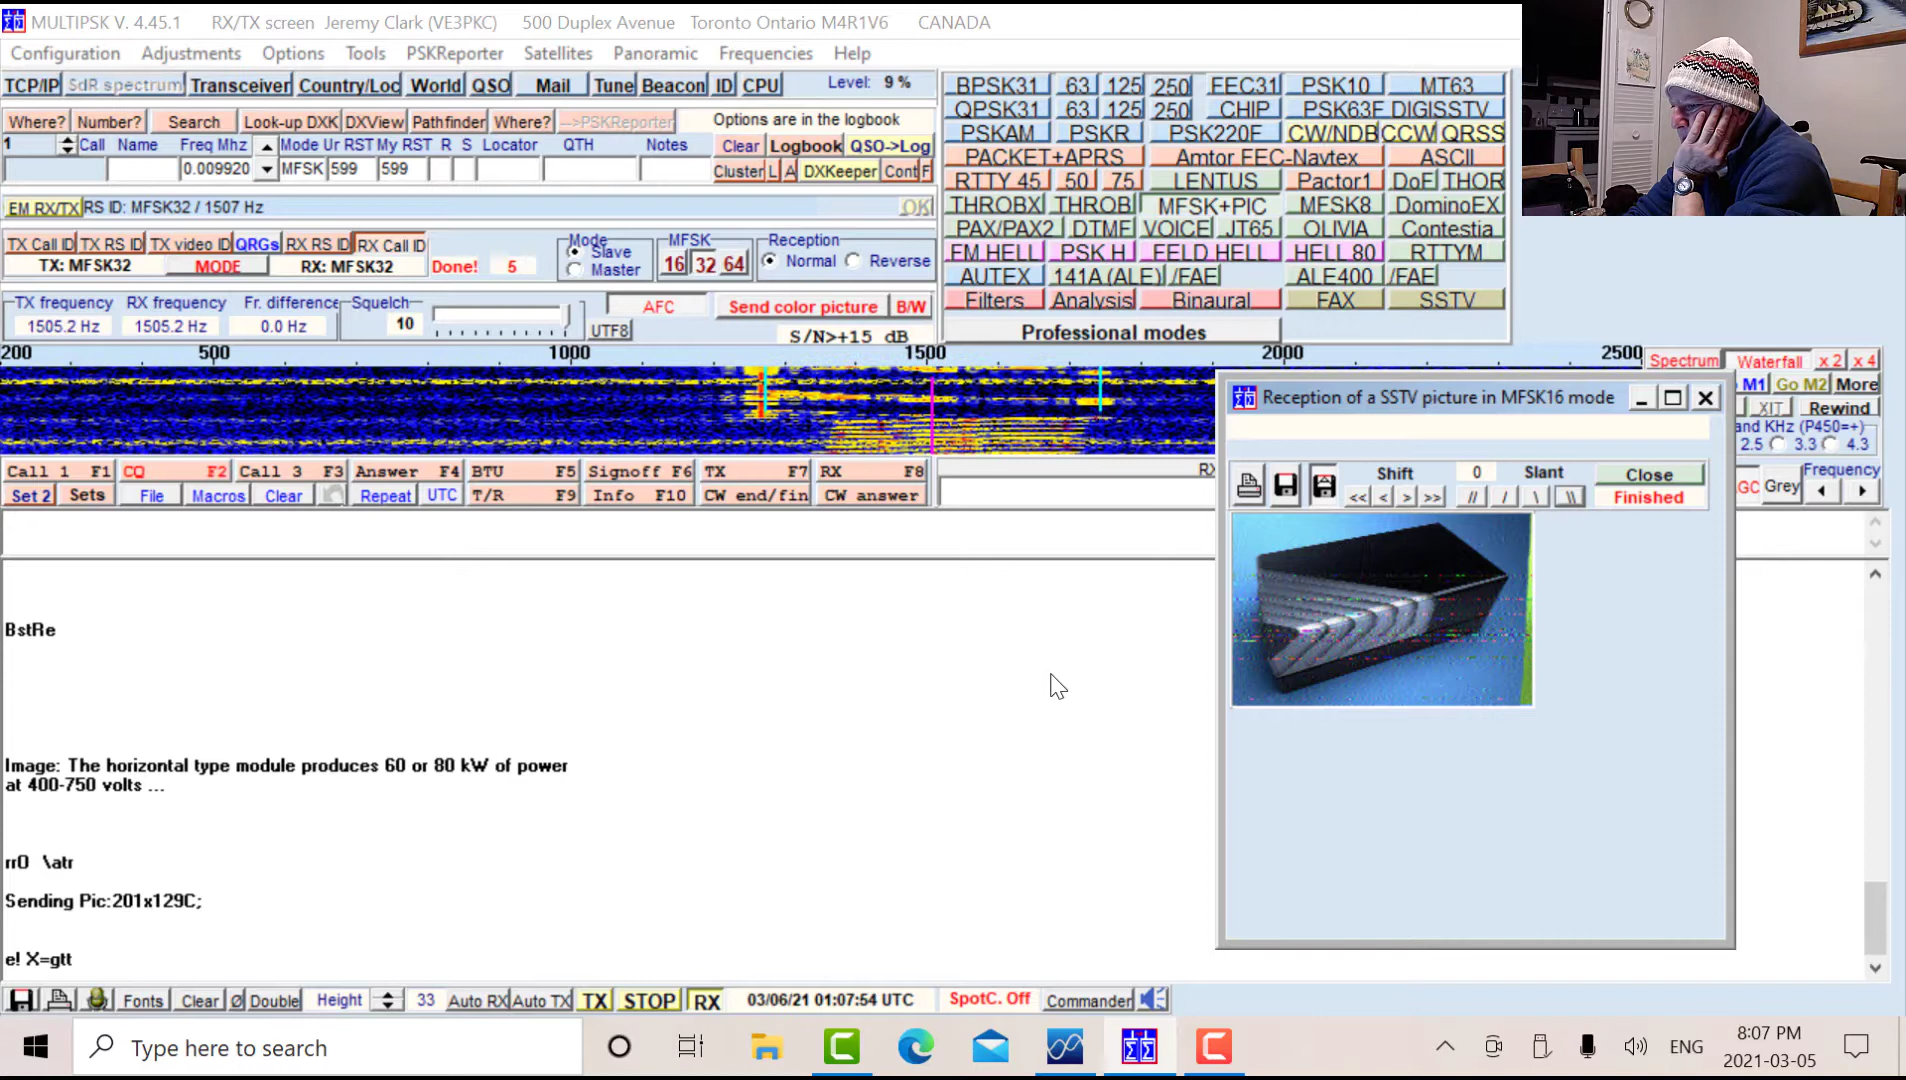 MULTIPSK V. 4.45.1 RX/TX screen Jeremy Clark (VE3PKC) 500 Duplex Avenue Toronto Ontario M4R1V6 CANADA
Configuration Adjustments Options Tools PSKReporter Satellites Panoramic Frequencies Help
TCP/IP SdR spectrum Transceiver Country/Loc World QSO Mail Tune Beacon ID CPU Level: 9 %
Where? Number? Search Look-up DXK DXView Pathfinder Where? -->PSKReporter Options are in the logbook
1 Call Name Freq Mhz Mode Ur RST My RST R S Locator QTH Notes Clear Logbook QSO->Log
0.009920 MFSK 599 599 Cluster L A DXKeeper Cont F
EM RX/TX RS ID: MFSK32 / 1507 Hz OK
TX Call ID TX RS ID TX video ID QRGs RX RS ID RX Call ID Mode Slave Master MFSK 16 32 64 Reception Normal Reverse
TX: MFSK32 MODE RX: MFSK32 Done! 5
TX frequency RX frequency Fr. difference Squelch AFC Send color picture B/W
1505.2 Hz 1505.2 Hz 0.0 Hz 10 UTF8 S/N>+15 dB
BPSK31 63 125 250 FEC31 PSK10 MT63
QPSK31 63 125 250 CHIP PSK63F DIGISSTV
PSKAM PSKR PSK220F CW/NDB CCW QRSS
PACKET+APRS Amtor FEC-Navtex ASCII
RTTY 45 50 75 LENTUS Pactor1 DoF THOR
THROBX THROB MFSK+PIC MFSK8 DominoEX
PAX/PAX2 DTMF VOICE JT65 OLIVIA Contestia
FM HELL PSK H FELD HELL HELL 80 RTTYM
AUTEX 141A (ALE) /FAE ALE400 /FAE
Filters Analysis Binaural FAX SSTV
Professional modes
200 500 1000 1500 2000 2500
Spectrum Waterfall x 2 x 4
M1 Go M2 More
XIT Rewind
and KHz (P450=+)
2.5 3.3 4.3
Frequency
GC Grey
Call 1 F1 CQ F2 Call 3 F3 Answer F4 BTU F5 Signoff F6 TX F7 RX F8 RX
Set 2 Sets File Macros Clear Repeat UTC T/R F9 Info F10 CW end/fin CW answer
Reception of a SSTV picture in MFSK16 mode
Shift 0 Slant Close
<< < > >> // / \ \\ Finished
BstRe
Image: The horizontal type module produces 60 or 80 kW of power
at 400-750 volts ...
rrO \atr
Sending Pic:201x129C;
e! X=gtt
Fonts Clear Ø Double Height 33 Auto RX Auto TX TX STOP RX 03/06/21 01:07:54 UTC SpotC. Off Commander
Type here to search
ENG
8:07 PM
2021-03-05